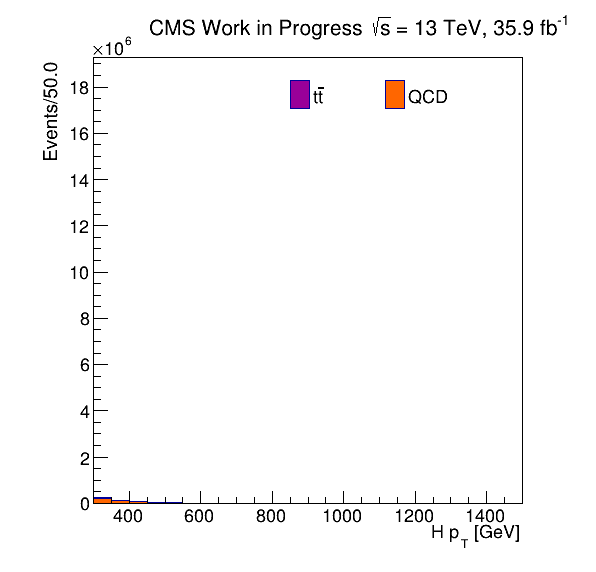 CMS Work in Progress √s = 13 TeV, 35.9 fb⁻¹
×10⁶
Events/50.0
18
16
14
12
10
8
6
4
2
0
tt̄ QCD
400 600 800 1000 1200 1400
H p_T [GeV]